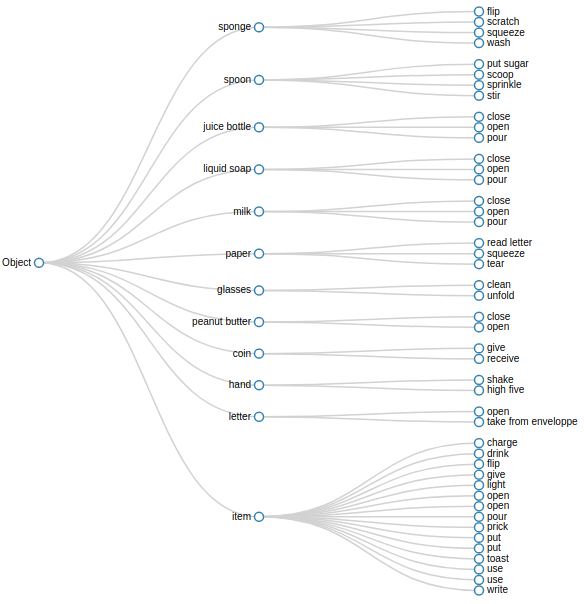 Object
sponge
flip
scratch
squeeze
wash
spoon
put sugar
scoop
sprinkle
stir
juice bottle
close
open
pour
liquid soap
close
open
pour
milk
close
open
pour
paper
read letter
squeeze
tear
glasses
clean
unfold
peanut butter
close
open
coin
give
receive
hand
shake
high five
letter
open
take from enveloppe
item
charge
drink
flip
give
light
open
open
pour
prick
put
put
toast
use
use
write